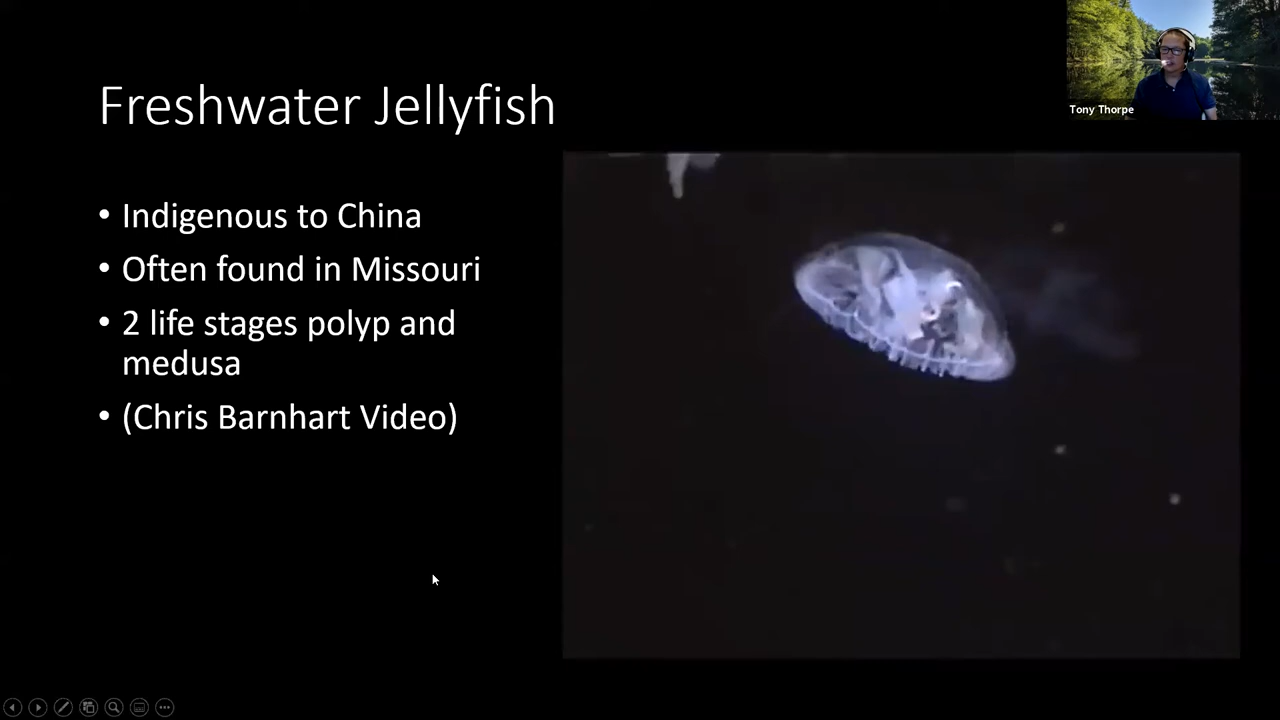 Freshwater Jellyfish
Tony Thorpe
• Indigenous to China
• Often found in Missouri
• 2 life stages polyp and
medusa
• (Chris Barnhart Video)